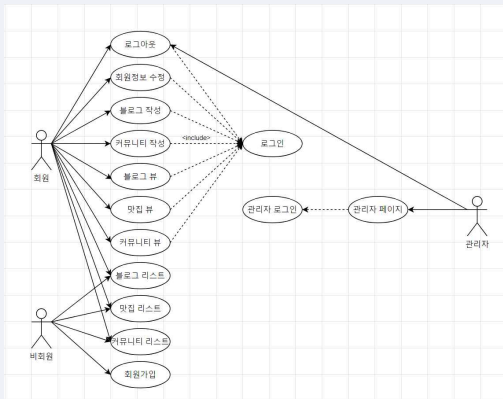 로그아웃
회원정보 수정
블로그 작성
커뮤니티 작성
<include>
로그인
회원
블로그 뷰
맛집 뷰
관리자 로그인
관리자 페이지
관리자
커뮤니티 뷰
블로그 리스트
맛집 리스트
커뮤니티 리스트
비회원
회원가입